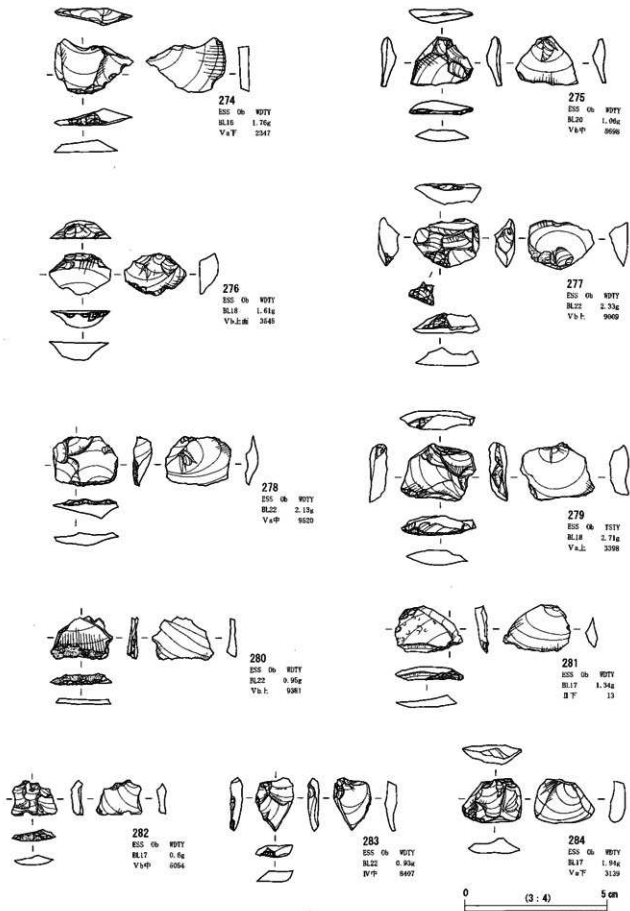 274
ESS Ob WDTY
BL16 1.76g
Va下 2347
275
ESS Ob WDTY
BL20 1.06g
Vb中 8698
276
ESS Ob WDTY
BL18 1.61g
Vb上面 3545
277
ESS Ob WDTY
BL22 2.33g
Vb上 9009
278
ESS Ob WDTY
BL22 2.13g
Va中 9520
279
ESS Ob TSTY
BL18 2.71g
Va上 3398
280
ESS Ob WDTY
BL22 0.95g
Vb上 9381
281
ESS Ob WDTY
BL17 1.34g
II下 13
282
ESS Ob WDTY
BL17 0.8g
Vb中 5054
283
ESS Ob WDTY
BL22 0.93g
IV中 8407
284
ESS Ob WDTY
BL17 1.94g
Va下 3139
0 (3:4) 5cm